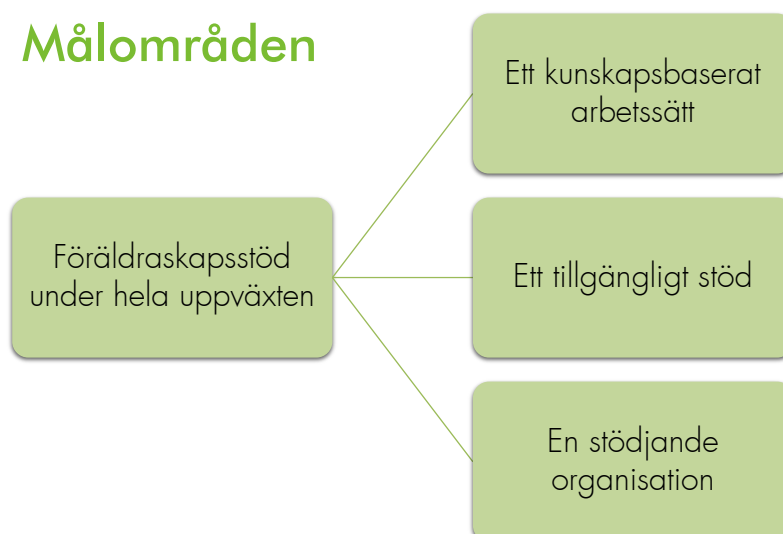 Målområden
Föräldraskapsstöd
under hela uppväxten
Ett kunskapsbaserat
arbetssätt
Ett tillgängligt stöd
En stödjande
organisation